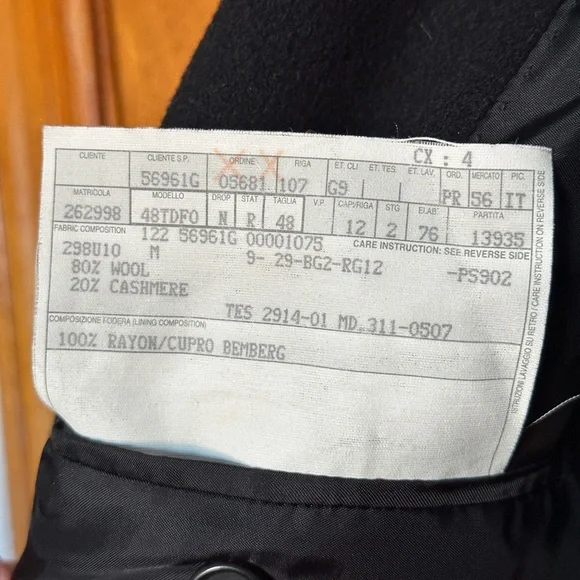 CX : 4
CLIENTE CLIENTE S.P. ORDINE RIGA ET. CLI ET. TES ET. LAV. ORD. MERCATO PIC.
56961G 05681 107 G9 PR 56 IT
MATRICOLA MODELLO DROP STAT TAGLIA V.P CAP/RIGA STG ELAB. PARTITA
262998 48TDFO N R 48 12 2 76 13935
FABRIC COMPOSITION 122 56961G 00001075 CARE INSTRUCTION: SEE REVERSE SIDE
298U10 M 9- 29-BG2-RG12 -PS902
80% WOOL
20% CASHMERE
TES 2914-01 MD.311-0507
COMPOSIZIONE FODERA (LINING COMPOSITION)
100% RAYON/CUPRO BEMBERG
ISTRUZIONI LAVAGGIO SU RETRO / CARE INSTRUCTION ON REVERSE SIDE